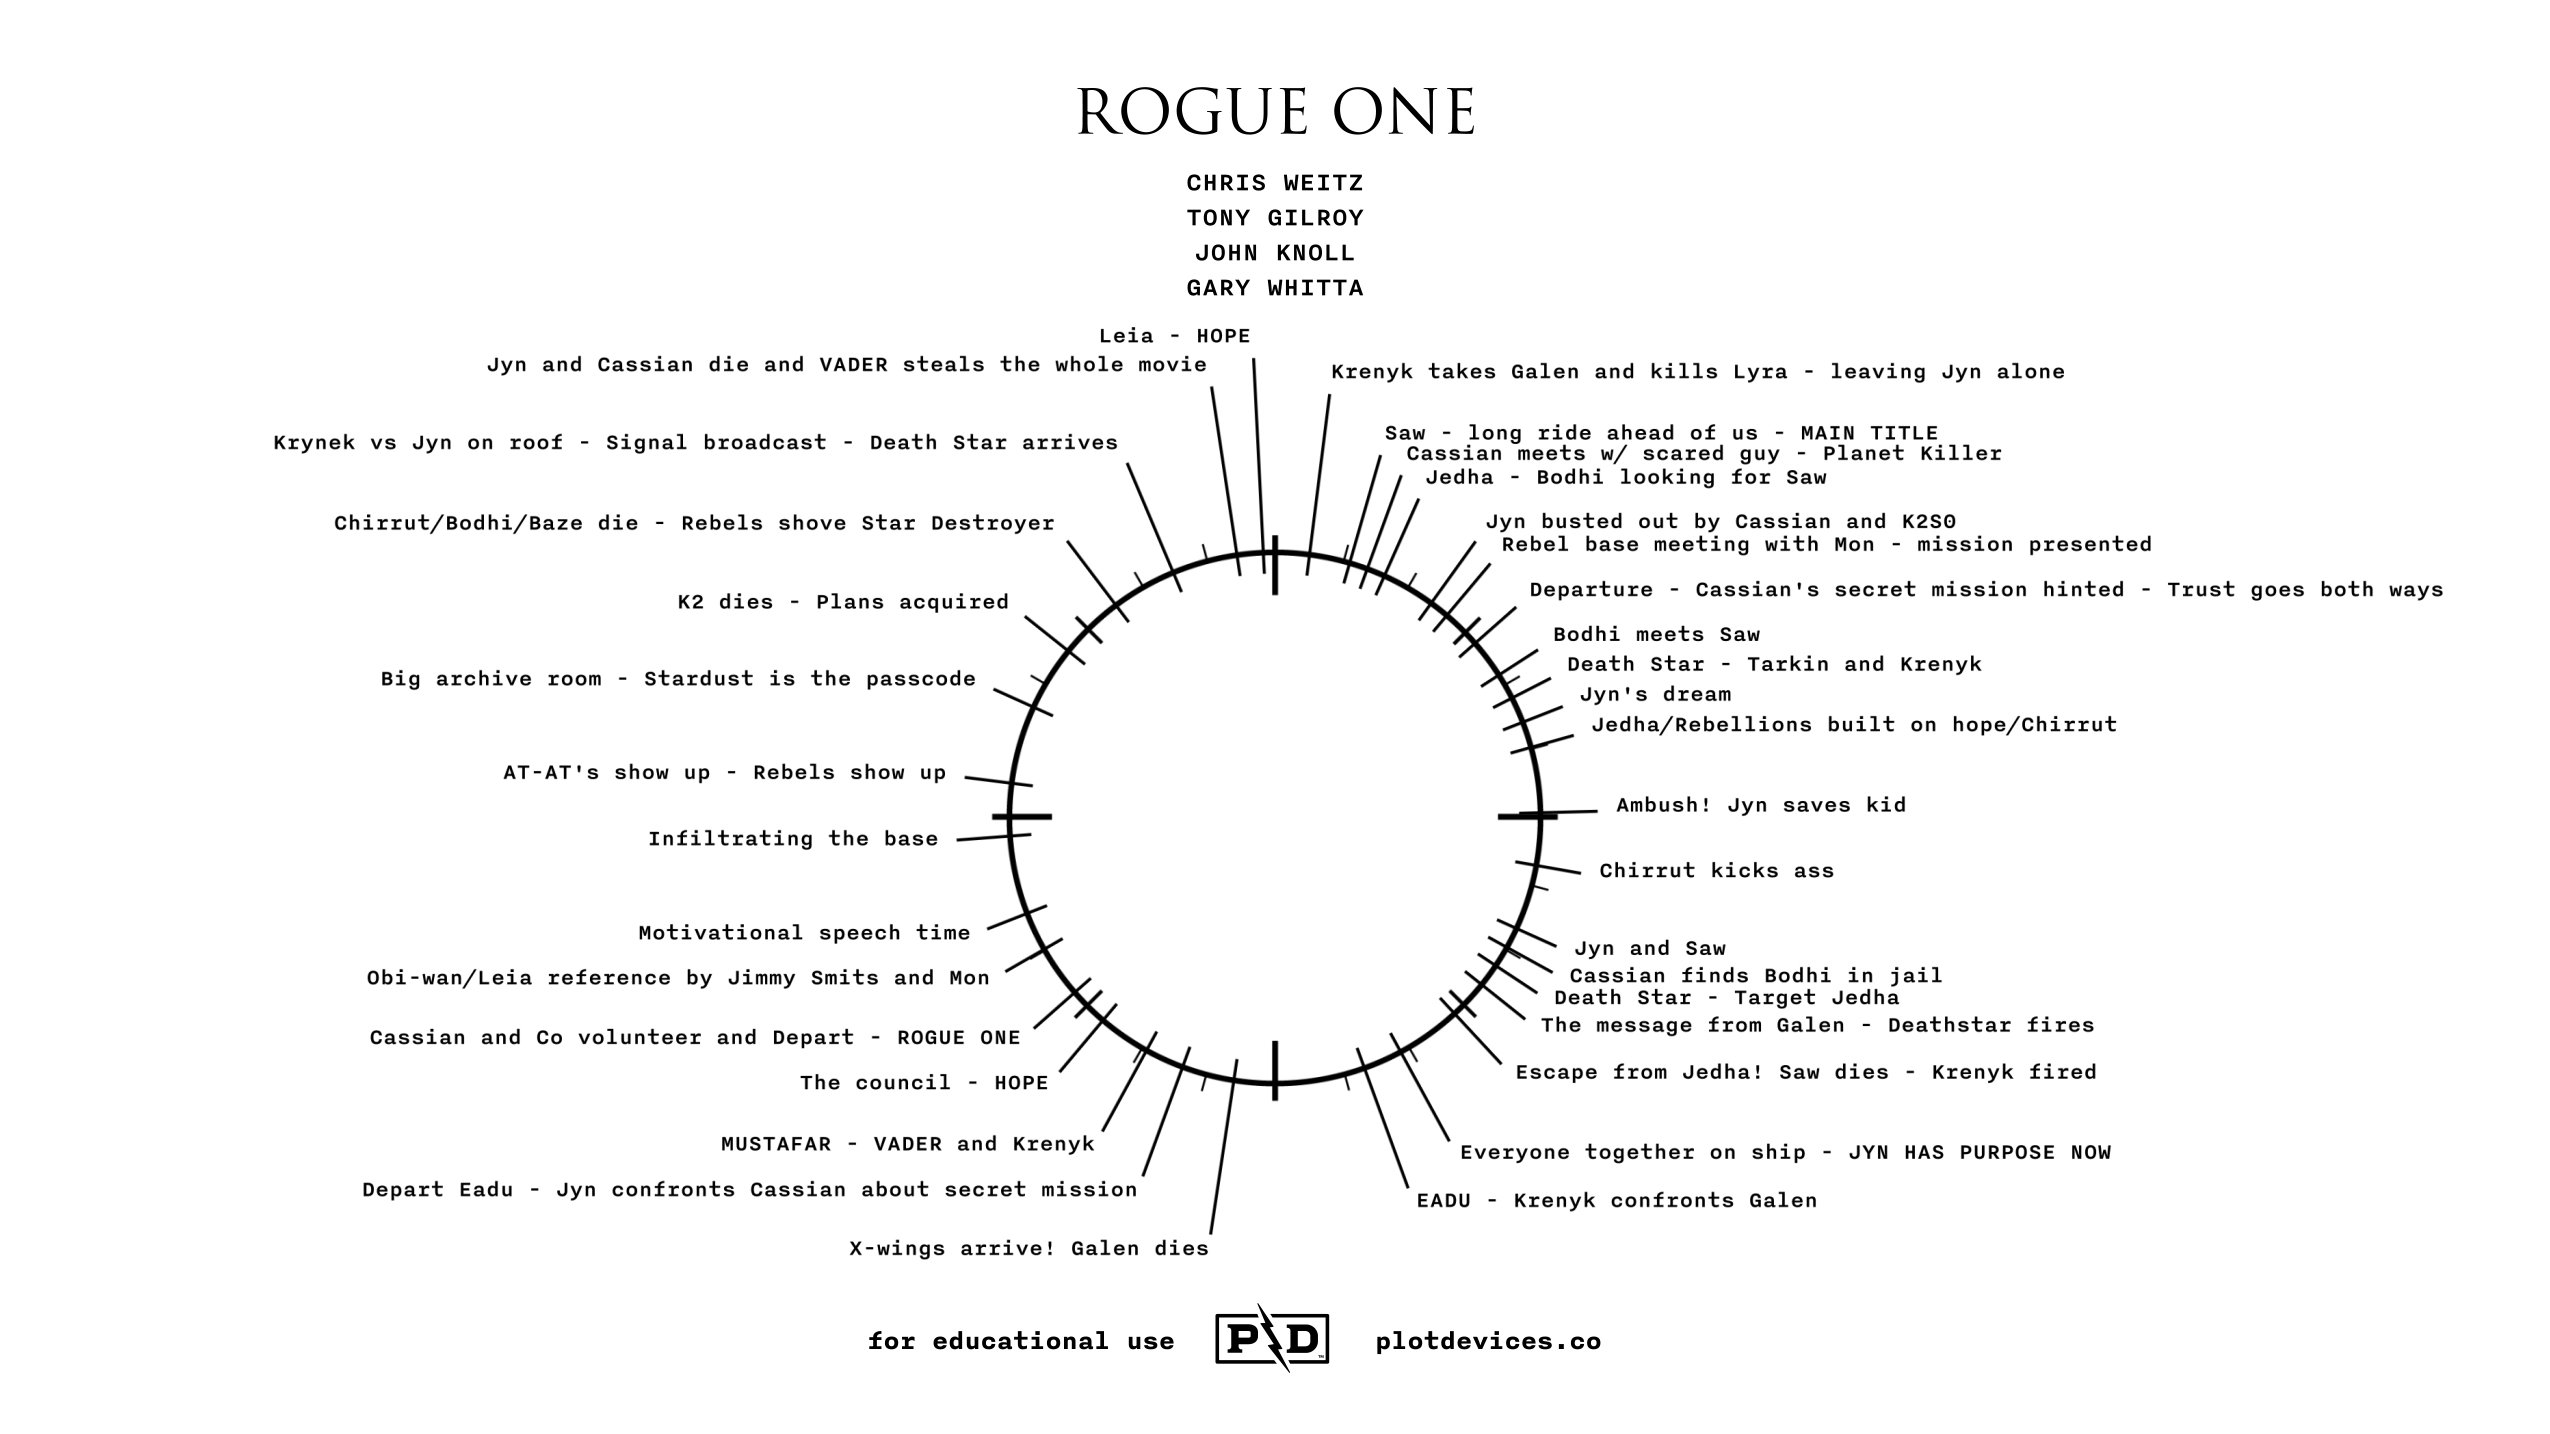 ROGUE ONE
CHRIS WEITZ
TONY GILROY
JOHN KNOLL
GARY WHITTA
Krenyk takes Galen and kills Lyra - leaving Jyn alone
Saw - long ride ahead of us - MAIN TITLE
Cassian meets w/ scared guy - Planet Killer
Jedha - Bodhi looking for Saw
Jyn busted out by Cassian and K2S0
Rebel base meeting with Mon - mission presented
Departure - Cassian's secret mission hinted - Trust goes both ways
Bodhi meets Saw
Death Star - Tarkin and Krenyk
Jyn's dream
Jedha/Rebellions built on hope/Chirrut
Ambush! Jyn saves kid
Chirrut kicks ass
Jyn and Saw
Cassian finds Bodhi in jail
Death Star - Target Jedha
The message from Galen - Deathstar fires
Escape from Jedha! Saw dies - Krenyk fired
Everyone together on ship - JYN HAS PURPOSE NOW
EADU - Krenyk confronts Galen
X-wings arrive! Galen dies
Depart Eadu - Jyn confronts Cassian about secret mission
MUSTAFAR - VADER and Krenyk
The council - HOPE
Cassian and Co volunteer and Depart - ROGUE ONE
Obi-wan/Leia reference by Jimmy Smits and Mon
Motivational speech time
Infiltrating the base
AT-AT's show up - Rebels show up
Big archive room - Stardust is the passcode
K2 dies - Plans acquired
Chirrut/Bodhi/Baze die - Rebels shove Star Destroyer
Krynek vs Jyn on roof - Signal broadcast - Death Star arrives
Jyn and Cassian die and VADER steals the whole movie
Leia - HOPE
for educational use
PD ™
plotdevices.co